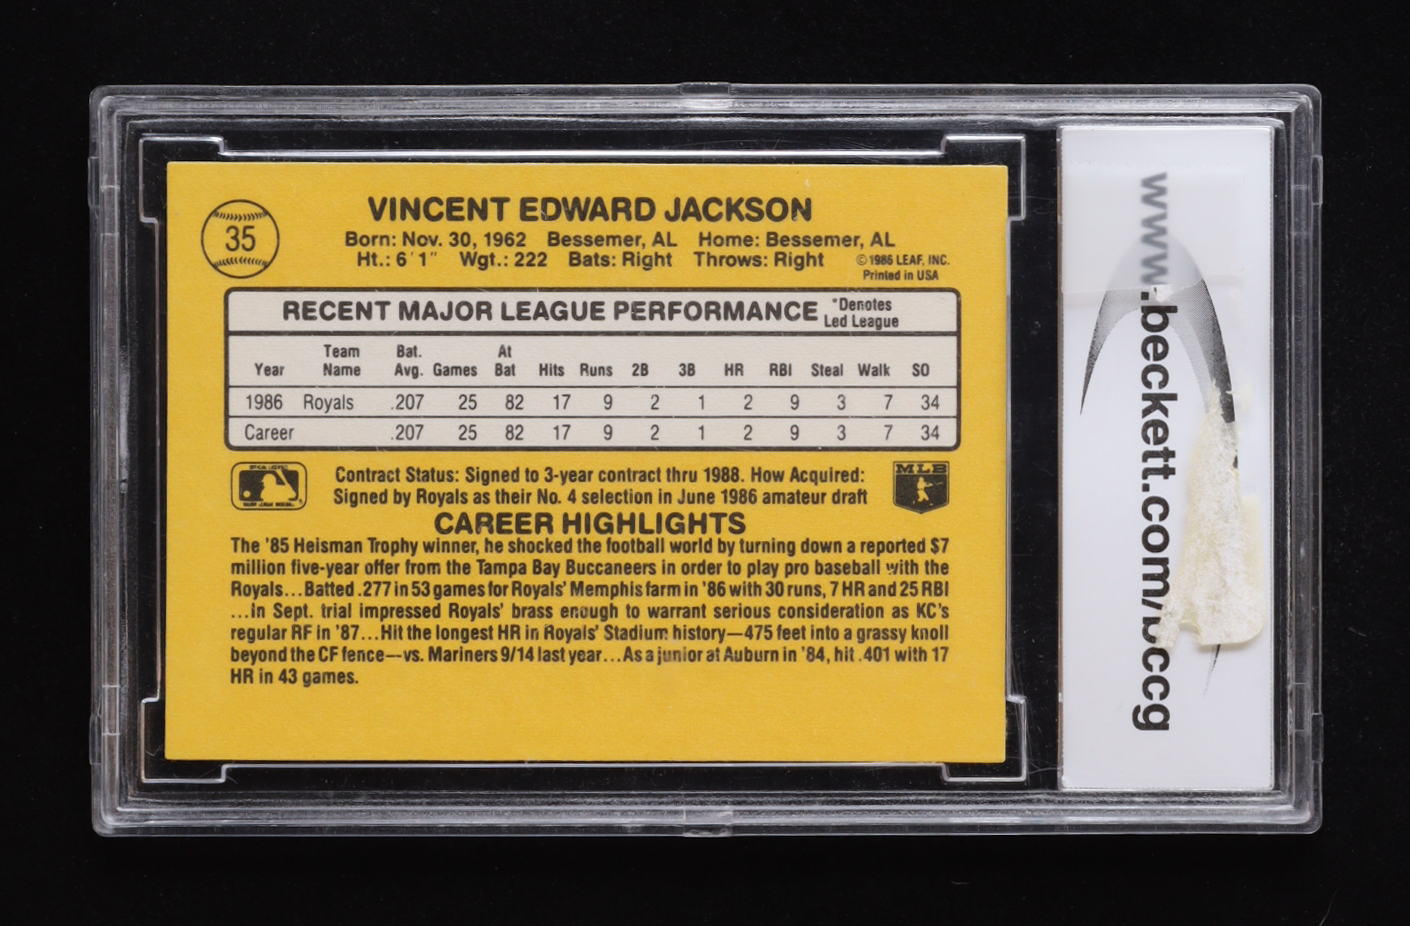 35
VINCENT EDWARD JACKSON
Born: Nov. 30, 1962 Bessemer, AL Home: Bessemer, AL
Ht.: 6' 1" Wgt.: 222 Bats: Right Throws: Right
©1986 LEAF, INC.
Printed in USA
RECENT MAJOR LEAGUE PERFORMANCE
*Denotes
Led League
Year Team Name Bat. Avg. Games At Bat Hits Runs 2B 3B HR RBI Steal Walk SO
1986 Royals .207 25 82 17 9 2 1 2 9 3 7 34
Career .207 25 82 17 9 2 1 2 9 3 7 34
Contract Status: Signed to 3-year contract thru 1988. How Acquired:
Signed by Royals as their No. 4 selection in June 1986 amateur draft
MLB
CAREER HIGHLIGHTS
The '85 Heisman Trophy winner, he shocked the football world by turning down a reported $7
million five-year offer from the Tampa Bay Buccaneers in order to play pro baseball with the
Royals...Batted .277 in 53 games for Royals' Memphis farm in '86 with 30 runs, 7 HR and 25 RBI
...In Sept. trial impressed Royals' brass enough to warrant serious consideration as KC's
regular RF in '87...Hit the longest HR in Royals' Stadium history—475 feet into a grassy knoll
beyond the CF fence—vs. Mariners 9/14 last year...As a junior at Auburn in '84, hit .401 with 17
HR in 43 games.
www.beckett.com/bccg